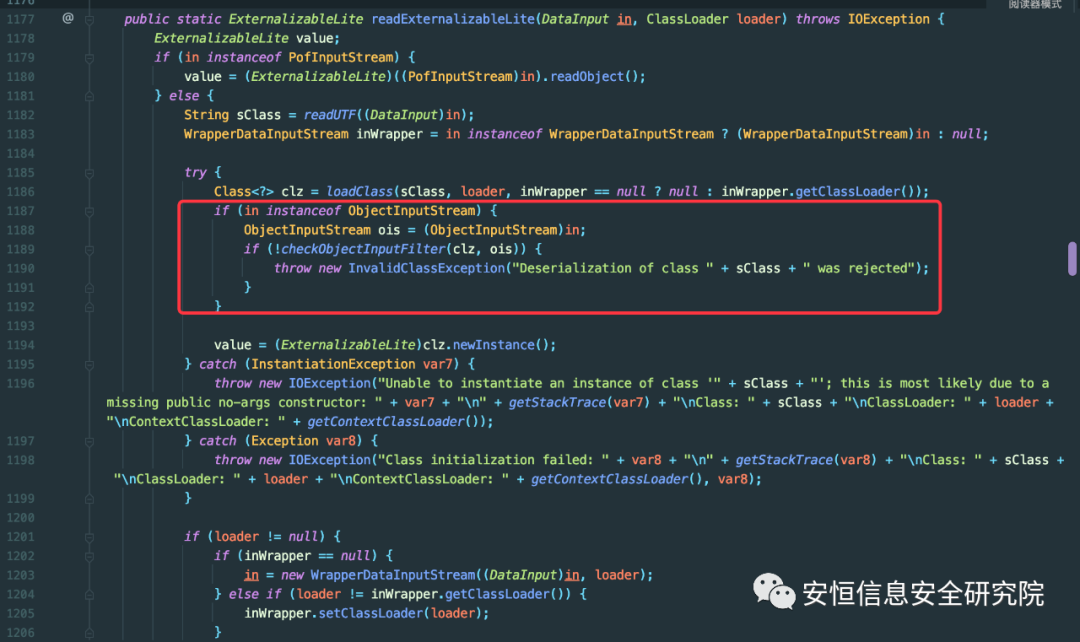 1176
阅读器模式
1177 @ public static ExternalizableLite readExternalizableLite(DataInput in, ClassLoader loader) throws IOException {
1178 ExternalizableLite value;
1179 if (in instanceof PofInputStream) {
1180 value = (ExternalizableLite)((PofInputStream)in).readObject();
1181 } else {
1182 String sClass = readUTF((DataInput)in);
1183 WrapperDataInputStream inWrapper = in instanceof WrapperDataInputStream ? (WrapperDataInputStream)in : null;
1184
1185 try {
1186 Class<?> clz = loadClass(sClass, loader, inWrapper == null ? null : inWrapper.getClassLoader());
1187 if (in instanceof ObjectInputStream) {
1188 ObjectInputStream ois = (ObjectInputStream)in;
1189 if (!checkObjectInputFilter(clz, ois)) {
1190 throw new InvalidClassException("Deserialization of class " + sClass + " was rejected");
1191 }
1192 }
1193
1194 value = (ExternalizableLite)clz.newInstance();
1195 } catch (InstantiationException var7) {
1196 throw new IOException("Unable to instantiate an instance of class '" + sClass + "'; this is most likely due to a
missing public no-args constructor: " + var7 + "\n" + getStackTrace(var7) + "\nClass: " + sClass + "\nClassLoader: " + loader +
"\nContextClassLoader: " + getContextClassLoader());
1197 } catch (Exception var8) {
1198 throw new IOException("Class initialization failed: " + var8 + "\n" + getStackTrace(var8) + "\nClass: " + sClass +
"\nClassLoader: " + loader + "\nContextClassLoader: " + getContextClassLoader(), var8);
1199 }
1200
1201 if (loader != null) {
1202 if (inWrapper == null) {
1203 in = new WrapperDataInputStream((DataInput)in, loader);
1204 } else if (loader != inWrapper.getClassLoader()) {
1205 inWrapper.setClassLoader(loader);
1206 }
安恒信息安全研究院